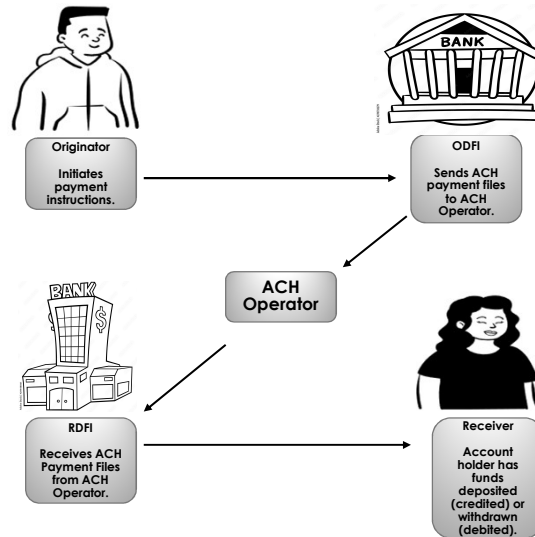 BANK
Originator
Initiates
payment
instructions.
ODFI
Sends ACH
payment files
to ACH
Operator.
ACH
Operator
BANK
$
$
RDFI
Receives ACH
Payment Files
from ACH
Operator.
Receiver
Account
holder has
funds
deposited
(credited) or
withdrawn
(debited).